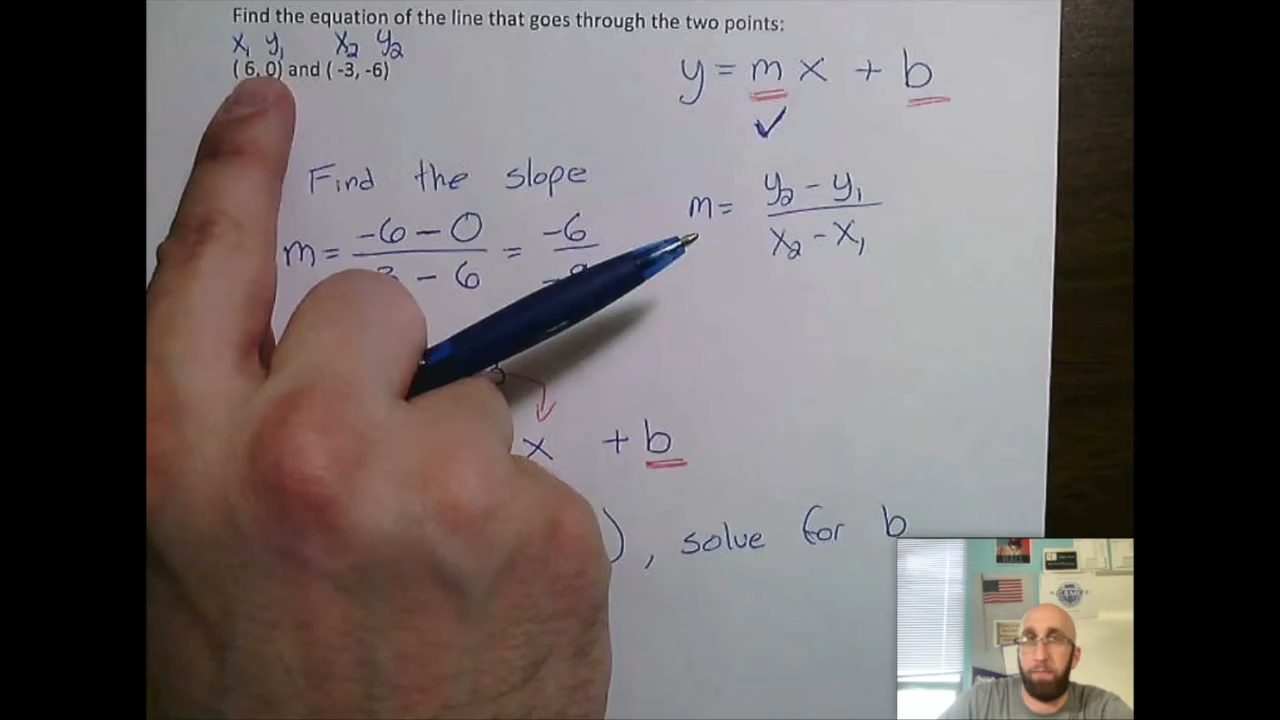 Find the equation of the line that goes through the two points:
x₁ y₁ x₂ y₂
( 6, 0) and ( -3, -6)
y = m x + b
✓
Find the slope
m = (y₂ - y₁)/(x₂ - x₁)
m = -6 - 0 = -6
- 6
x + b
) , solve for b